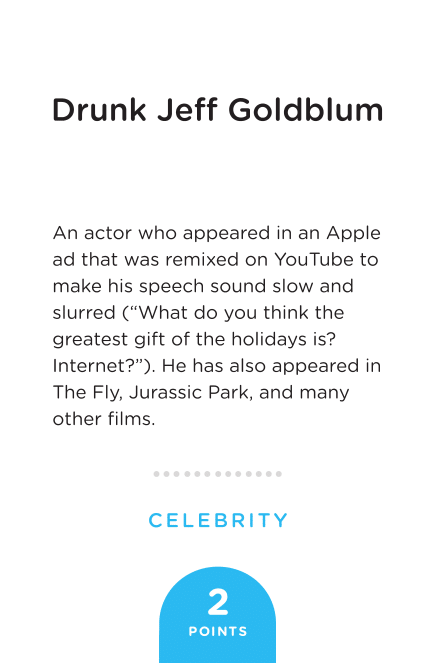 Drunk Jeff Goldblum
An actor who appeared in an Apple
ad that was remixed on YouTube to
make his speech sound slow and
slurred (“What do you think the
greatest gift of the holidays is?
Internet?”). He has also appeared in
The Fly, Jurassic Park, and many
other films.
CELEBRITY
2
POINTS